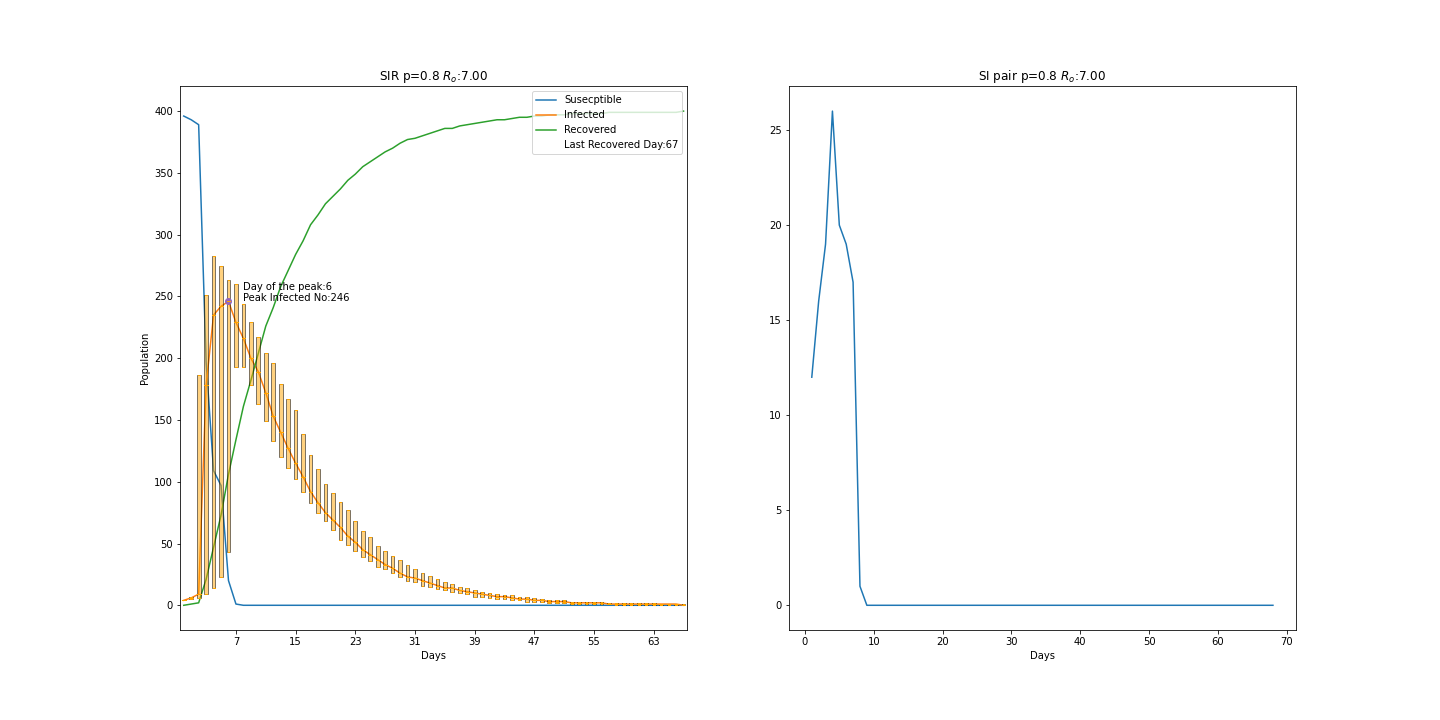 SIR p=0.8 Rₒ:7.00
Susecptible
Infected
Recovered
Last Recovered Day:67
Day of the peak:6
Peak Infected No:246
Population
400
350
300
250
200
150
100
50
0
7 15 23 31 39 47 55 63
Days
SI pair p=0.8 Rₒ:7.00
25
20
15
10
5
0
0 10 20 30 40 50 60 70
Days